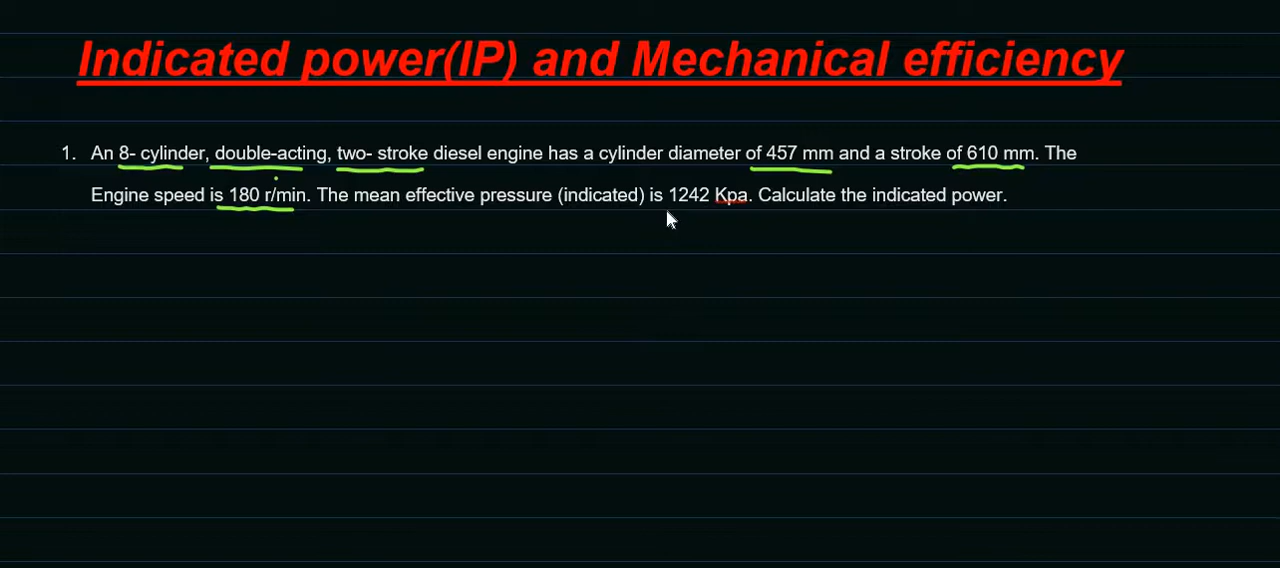 Indicated power(IP) and Mechanical efficiency
1. An 8- cylinder, double-acting, two- stroke diesel engine has a cylinder diameter of 457 mm and a stroke of 610 mm. The
Engine speed is 180 r/min. The mean effective pressure (indicated) is 1242 Kpa. Calculate the indicated power.